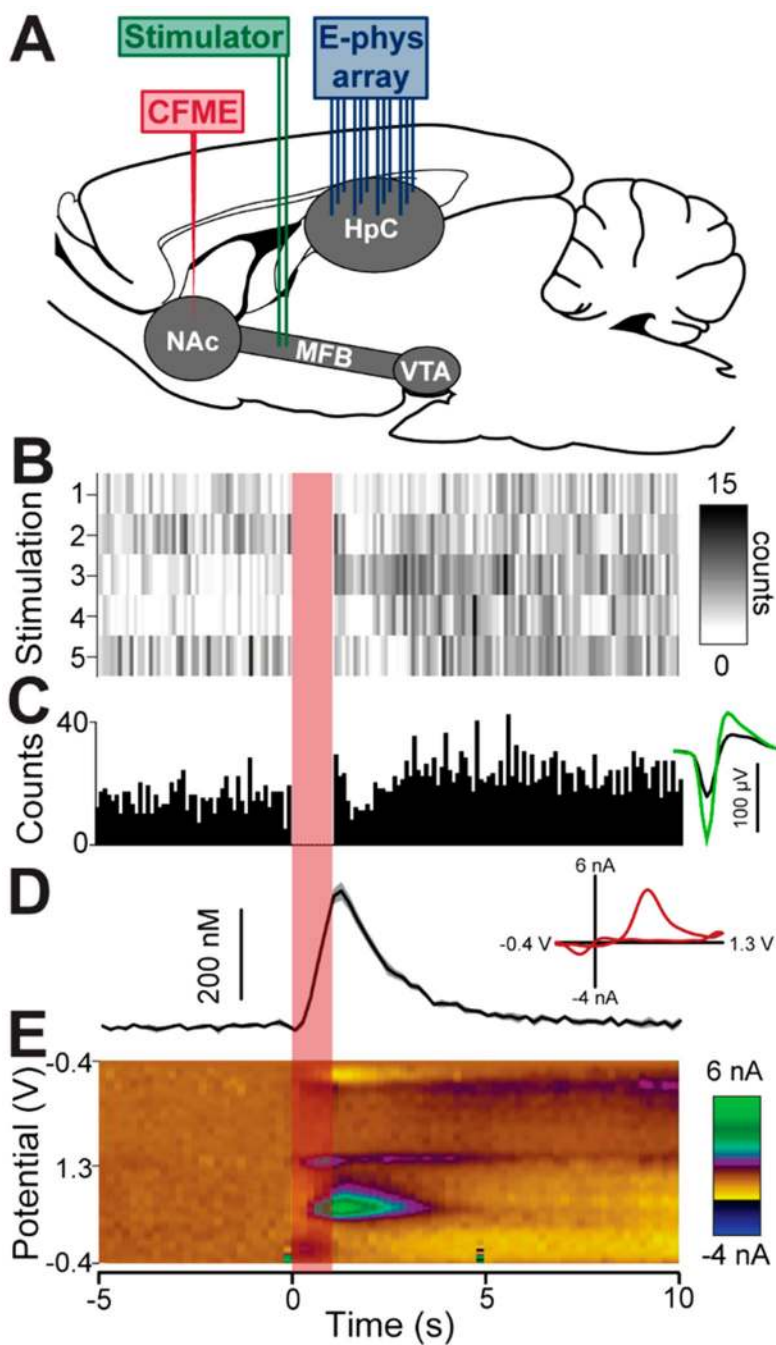 A
Stimulator
E-phys
array
CFME
HpC
NAc
MFB
VTA
B
Stimulation
1
2
3
4
5
15
counts
0
C
Counts
40
0
100 µV
D
200 nM
6 nA
-0.4 V
1.3 V
-4 nA
E
Potential (V)
-0.4
1.3
-0.4
6 nA
-4 nA
-5
0
5
10
Time (s)